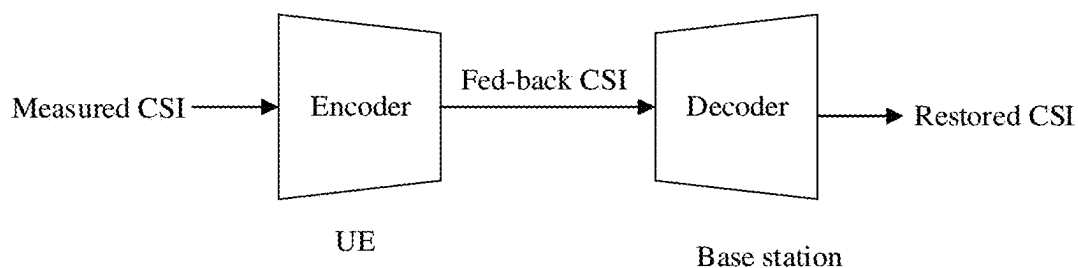 Measured CSI
Encoder
Fed-back CSI
Decoder
Restored CSI
UE
Base station